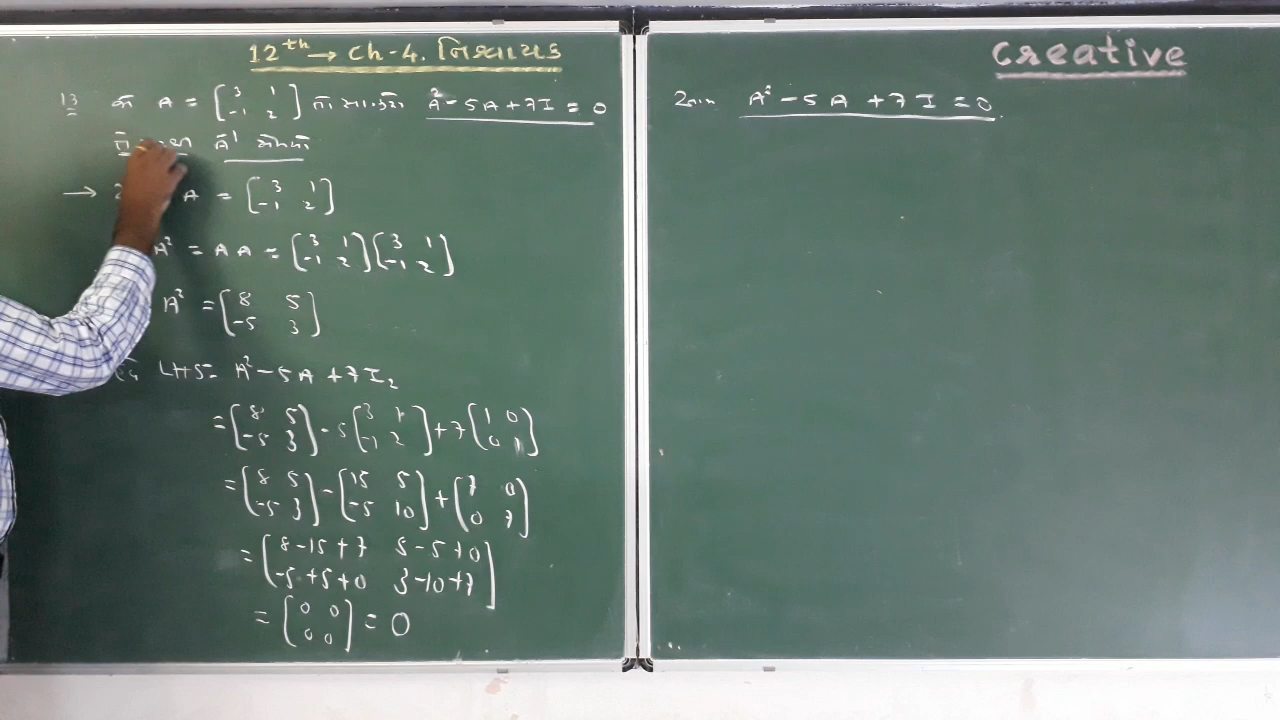 12th → Ch-4. નિશ્ચાયક
13 A = [3 1 -1 2] A² - 5A + 7I = 0
A⁻¹
→ A = [3 1 -1 2]
A² = A A = [3 1 -1 2] [3 1 -1 2]
A² = [8 5 -5 3]
LHS = A² - 5A + 7I₂
= [8 5 -5 3] - 5 [3 1 -1 2] + 7 [1 0 0 1]
= [8 5 -5 3] - [15 5 -5 10] + [7 0 0 7]
= [8-15+7 5-5+0 -5+5+0 3-10+7]
= [0 0 0 0] = 0
Creative
A² - 5A + 7I = 0